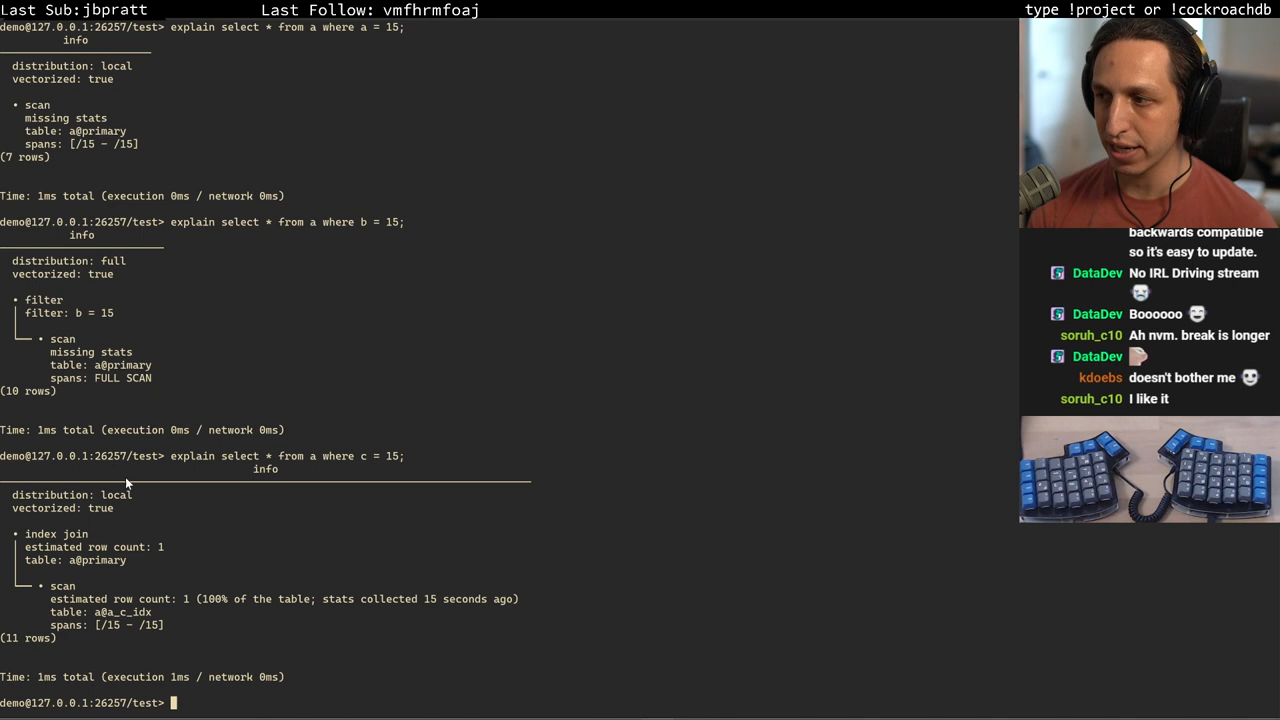 Last Sub:jbpratt
Last Follow: vmfhrmfoaj
type !project or !cockroachdb
demo@127.0.0.1:26257/test> explain select * from a where a = 15;
info
distribution: local
vectorized: true
• scan
missing stats
table: a@primary
spans: [/15 - /15]
(7 rows)
Time: 1ms total (execution 0ms / network 0ms)
demo@127.0.0.1:26257/test> explain select * from a where b = 15;
info
distribution: full
vectorized: true
• filter
filter: b = 15
• scan
missing stats
table: a@primary
spans: FULL SCAN
(10 rows)
Time: 1ms total (execution 0ms / network 0ms)
demo@127.0.0.1:26257/test> explain select * from a where c = 15;
info
distribution: local
vectorized: true
• index join
estimated row count: 1
table: a@primary
• scan
estimated row count: 1 (100% of the table; stats collected 15 seconds ago)
table: a@a_c_idx
spans: [/15 - /15]
(11 rows)
Time: 1ms total (execution 1ms / network 0ms)
demo@127.0.0.1:26257/test>
backwards compatible
so it's easy to update.
DataDev No IRL Driving stream
DataDev Boooooo
soruh_c10 Ah nvm. break is longer
DataDev
kdoebs doesn't bother me
soruh_c10 I like it